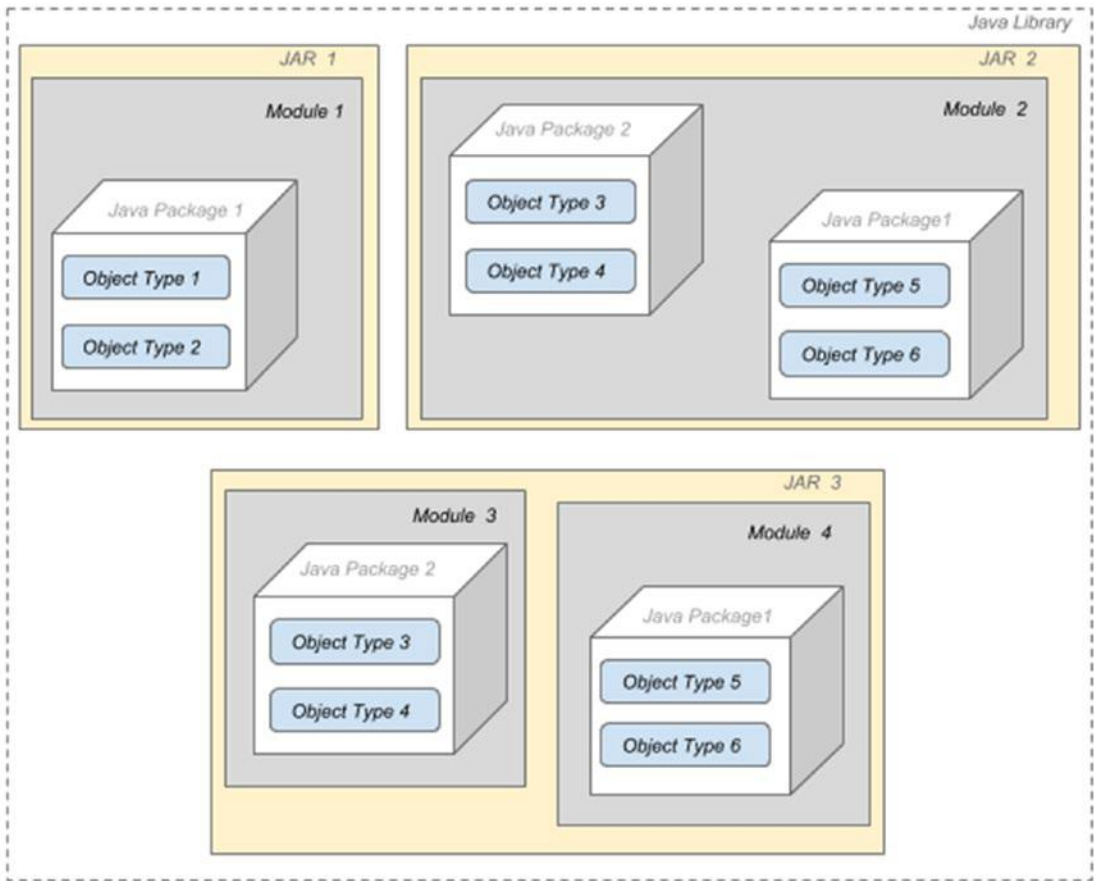 Java Library
JAR 1
Module 1
Java Package 1
Object Type 1
Object Type 2
JAR 2
Module 2
Java Package 2
Object Type 3
Object Type 4
Java Package1
Object Type 5
Object Type 6
JAR 3
Module 3
Java Package 2
Object Type 3
Object Type 4
Module 4
Java Package1
Object Type 5
Object Type 6